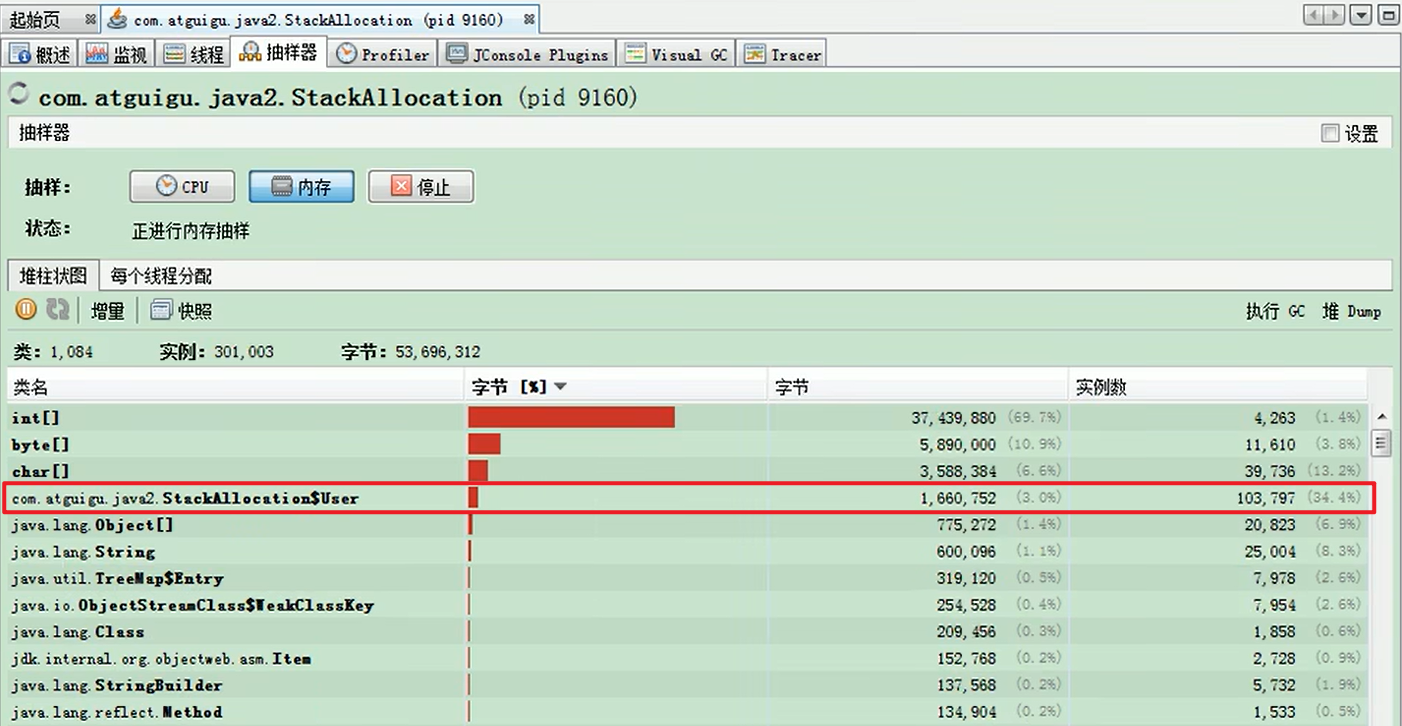 起始页 com.atguigu.java2.StackAllocation (pid 9160)
概述 监视 线程 抽样器 Profiler JConsole Plugins Visual GC Tracer
com.atguigu.java2.StackAllocation (pid 9160)
抽样器 设置
抽样: CPU 内存 停止
状态: 正进行内存抽样
堆柱状图 每个线程分配
增量 快照 执行 GC 堆 Dump
类: 1,084 实例: 301,003 字节: 53,696,312
类名 字节 [%] 字节 实例数
int[] 37,439,880 (69.7%) 4,263 (1.4%)
byte[] 5,890,000 (10.9%) 11,610 (3.8%)
char[] 3,588,384 (6.6%) 39,736 (13.2%)
com.atguigu.java2.StackAllocation$User 1,660,752 (3.0%) 103,797 (34.4%)
java.lang.Object[] 775,272 (1.4%) 20,823 (6.9%)
java.lang.String 600,096 (1.1%) 25,004 (8.3%)
java.util.TreeMap$Entry 319,120 (0.5%) 7,978 (2.6%)
java.io.ObjectStreamClass$WeakClassKey 254,528 (0.4%) 7,954 (2.6%)
java.lang.Class 209,456 (0.3%) 1,858 (0.6%)
jdk.internal.org.objectweb.asm.Item 152,768 (0.2%) 2,728 (0.9%)
java.lang.StringBuilder 137,568 (0.2%) 5,732 (1.9%)
java.lang.reflect.Method 134,904 (0.2%) 1,533 (0.5%)